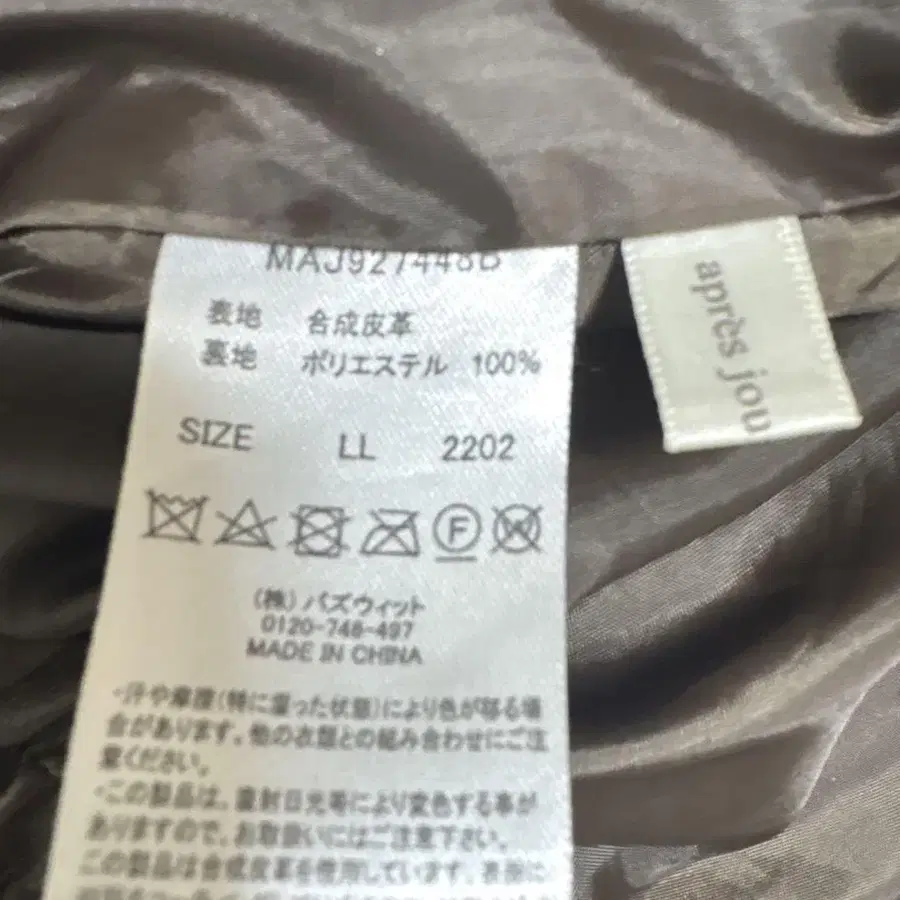 MAJ927448B
表地 合成皮革
裏地 ポリエステル 100%
SIZE LL 2202
F
W
(株) バズウィット
0120-748-497
MADE IN CHINA
・汗や摩擦(特に湿った状態)により色が移る場
合があります。他の衣類との組み合わせにご注
意ください。
・この製品は、直射日光等により変色する事が
ありますので、お取扱いにはご注意下さい。
この製品は合成皮革を使用しています。表面に
après jou